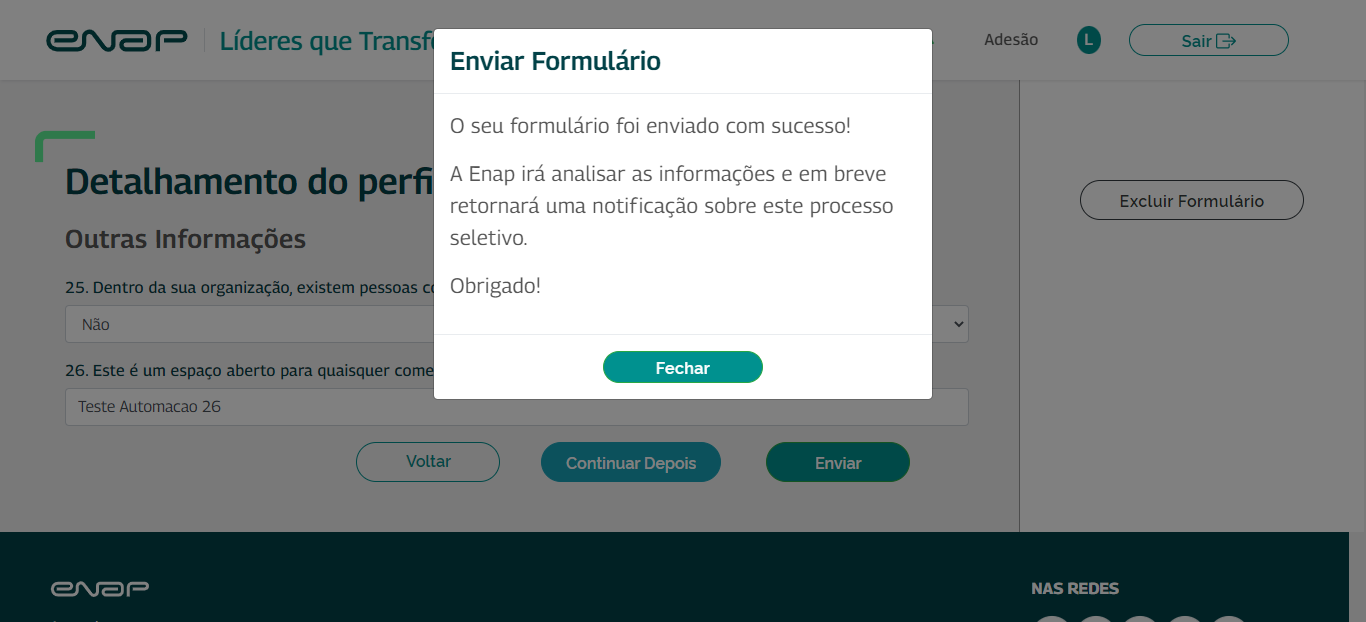 enap
Líderes que Transf
Adesão
L
Sair
Enviar Formulário
O seu formulário foi enviado com sucesso!
A Enap irá analisar as informações e em breve
retornará uma notificação sobre este processo
seletivo.
Obrigado!
Fechar
Detalhamento do perfi
Outras Informações
25. Dentro da sua organização, existem pessoas
Não
26. Este é um espaço aberto para quaisquer come
Teste Automacao 26
Voltar
Continuar Depois
Enviar
Excluir Formulário
enap
NAS REDES